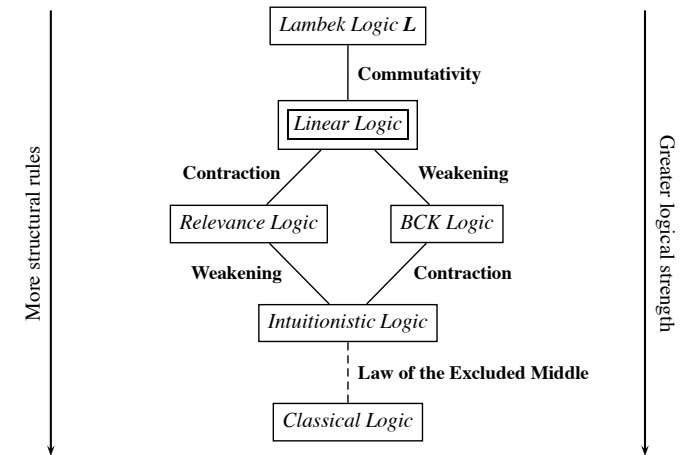 Lambek Logic L
Commutativity
Linear Logic
Contraction
Weakening
Relevance Logic
BCK Logic
Weakening
Contraction
Intuitionistic Logic
Law of the Excluded Middle
Classical Logic
More structural rules
Greater logical strength